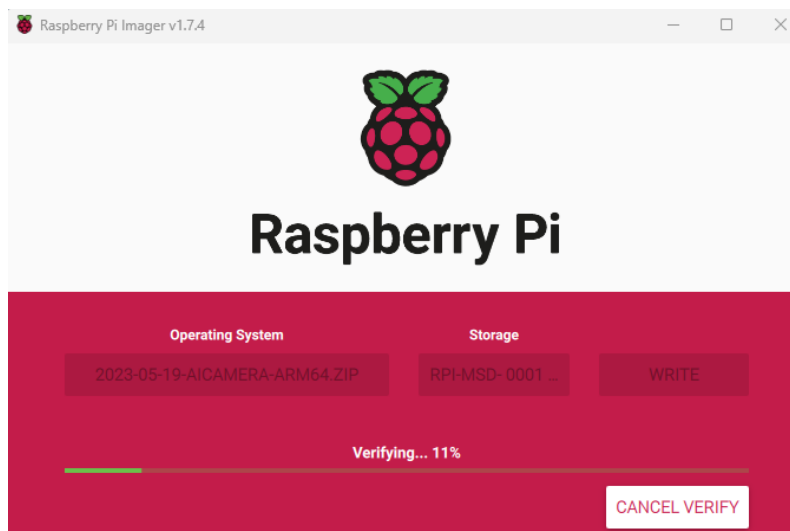 Raspberry Pi Imager v1.7.4
Raspberry Pi
Operating System
Storage
2023-05-19-AICAMERA-ARM64.ZIP
RPI-MSD- 0001 ...
WRITE
Verifying... 11%
CANCEL VERIFY